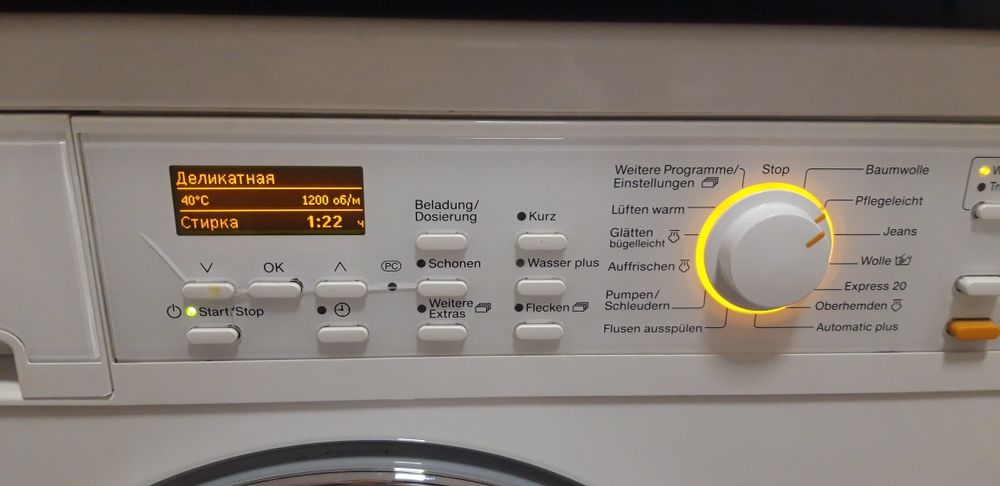 Деликатная
40°C 1200 об/м
Стирка 1:22 ч
OK
PC
Start/Stop
Beladung/
Dosierung
Schonen
Weitere
Extras
Kurz
Wasser plus
Flecken
Weitere Programme/
Einstellungen
Lüften warm
Glätten
bügelleicht
Auffrischen
Pumpen/
Schleudern
Flusen ausspülen
Stop
Baumwolle
Pflegeleicht
Jeans
Wolle
Express 20
Oberhemden
Automatic plus